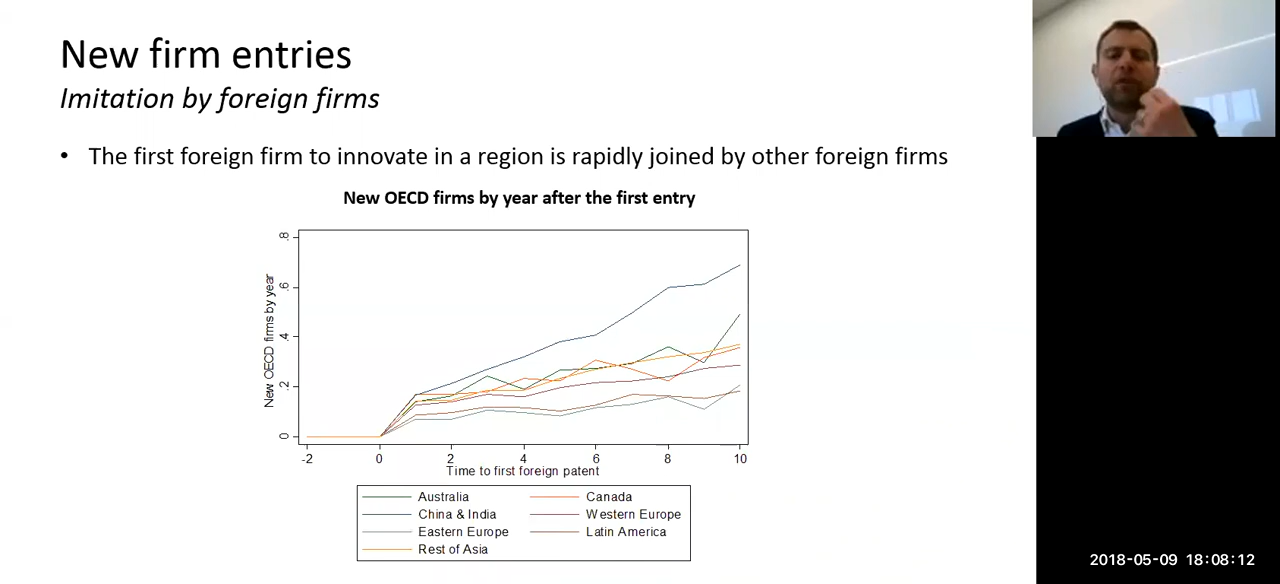 New firm entries
Imitation by foreign firms
• The first foreign firm to innovate in a region is rapidly joined by other foreign firms
New OECD firms by year after the first entry
New OECD firms by year
.8
.6
.4
.2
0
-2 0 2 4 6 8 10
Time to first foreign patent
Australia Canada
China & India Western Europe
Eastern Europe Latin America
Rest of Asia
2018-05-09 18:08:12